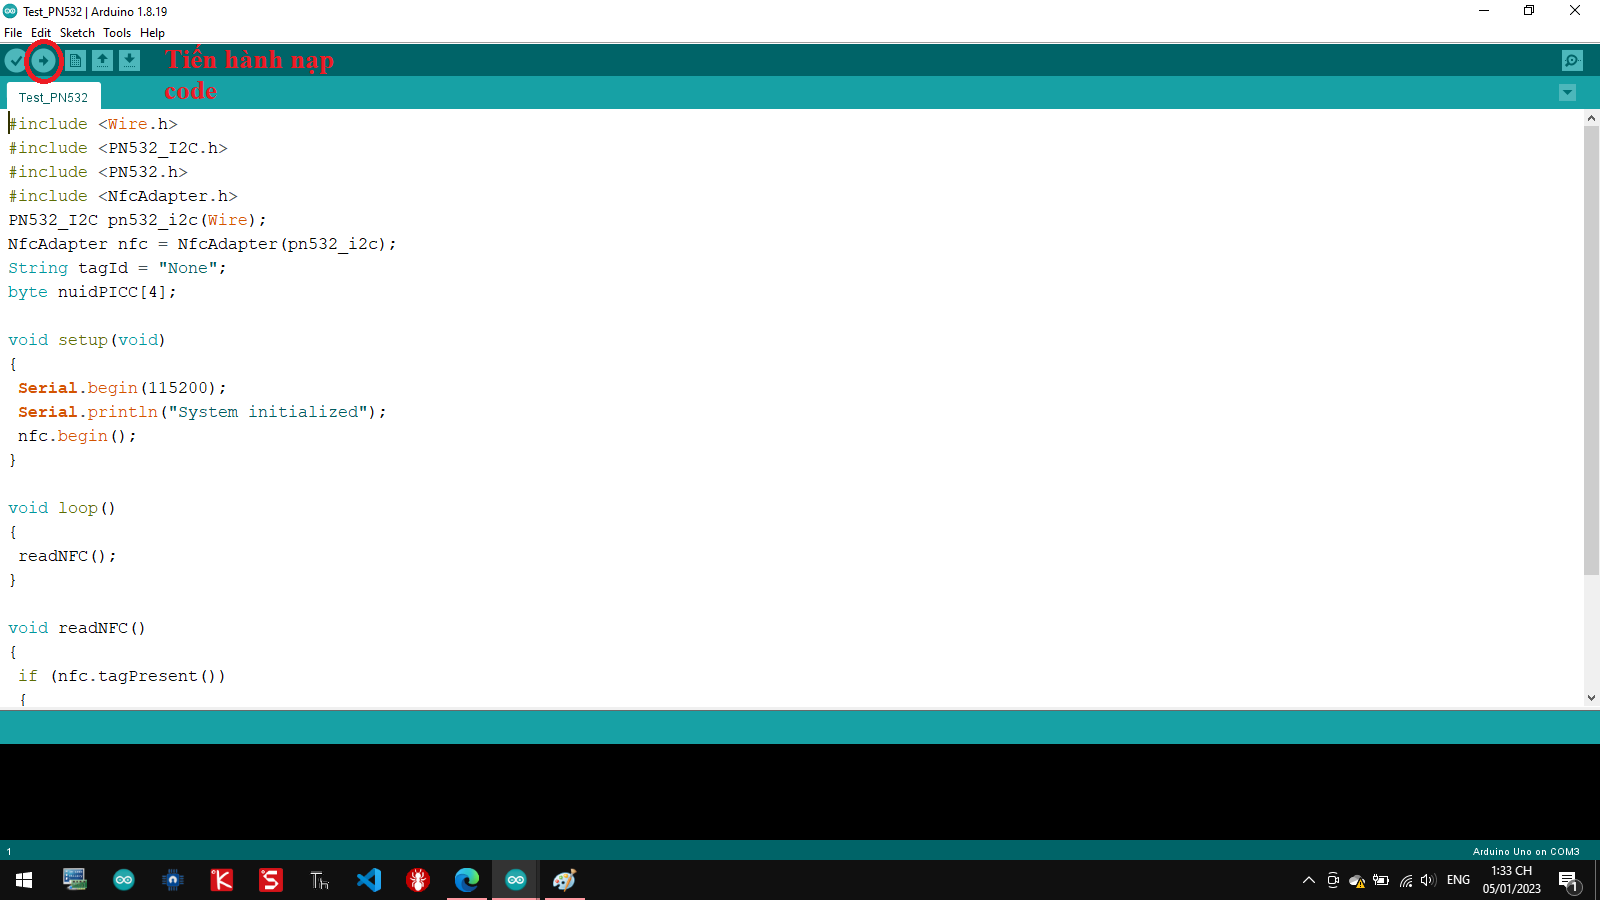 Test_PN532 | Arduino 1.8.19
File Edit Sketch Tools Help
Tiến hành nạp
code
Test_PN532
#include <Wire.h>
#include <PN532_I2C.h>
#include <PN532.h>
#include <NfcAdapter.h>
PN532_I2C pn532_i2c(Wire);
NfcAdapter nfc = NfcAdapter(pn532_i2c);
String tagId = "None";
byte nuidPICC[4];
void setup(void)
{
Serial.begin(115200);
Serial.println("System initialized");
nfc.begin();
}
void loop()
{
readNFC();
}
void readNFC()
{
if (nfc.tagPresent())
{
1
Arduino Uno on COM3
ENG
1:33 CH
05/01/2023
1